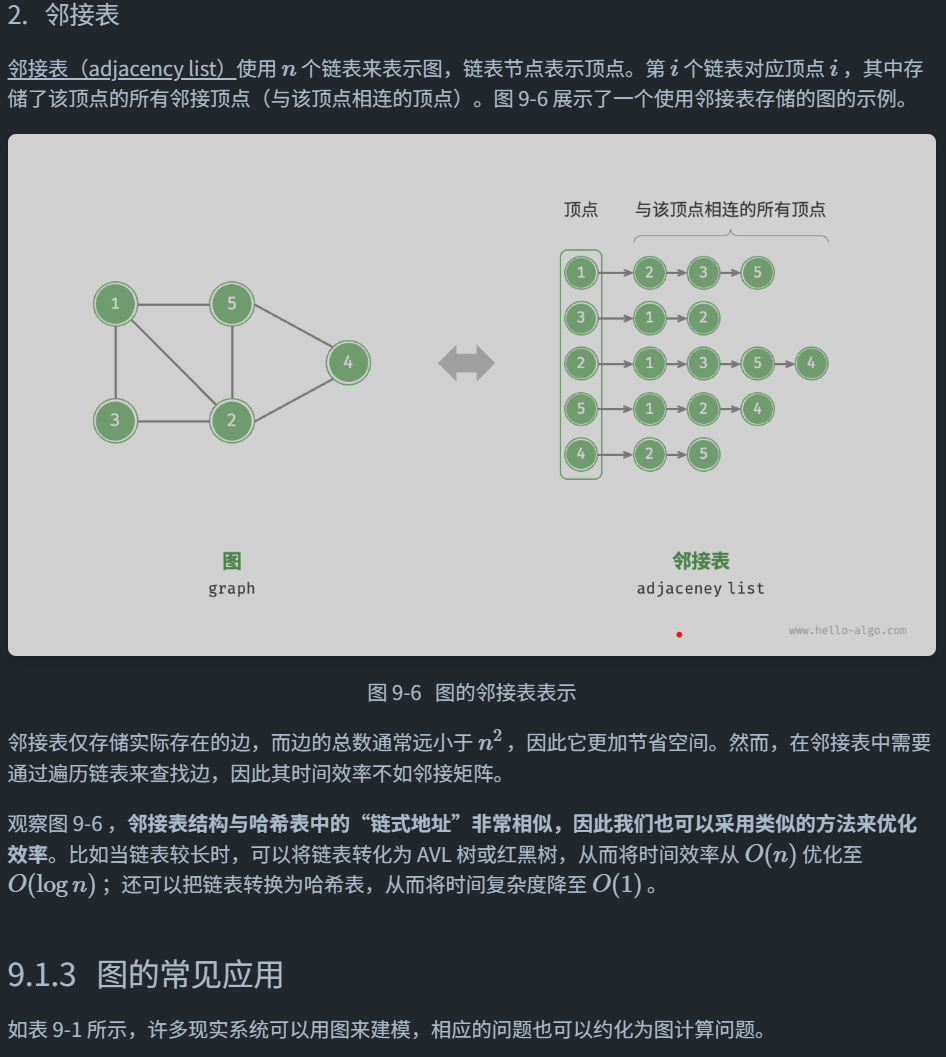 2. 邻接表
邻接表（adjacency list）使用 n 个链表来表示图，链表节点表示顶点。第 i 个链表对应顶点 i ，其中存
储了该顶点的所有邻接顶点（与该顶点相连的顶点）。图 9-6 展示了一个使用邻接表存储的图的示例。
顶点 与该顶点相连的所有顶点
1 5 4 3 2
1 2 3 5
3 1 2
2 1 3 5 4
5 1 2 4
4 2 5
图
graph
邻接表
adjaceney list
www.hello-algo.com
图 9-6 图的邻接表表示
邻接表仅存储实际存在的边，而边的总数通常远小于 n² ，因此它更加节省空间。然而，在邻接表中需要
通过遍历链表来查找边，因此其时间效率不如邻接矩阵。
观察图 9-6 ，邻接表结构与哈希表中的“链式地址”非常相似，因此我们也可以采用类似的方法来优化
效率。比如当链表较长时，可以将链表转化为 AVL 树或红黑树，从而将时间效率从 O(n) 优化至
O(log n) ；还可以把链表转换为哈希表，从而将时间复杂度降至 O(1) 。
9.1.3 图的常见应用
如表 9-1 所示，许多现实系统可以用图来建模，相应的问题也可以约化为图计算问题。